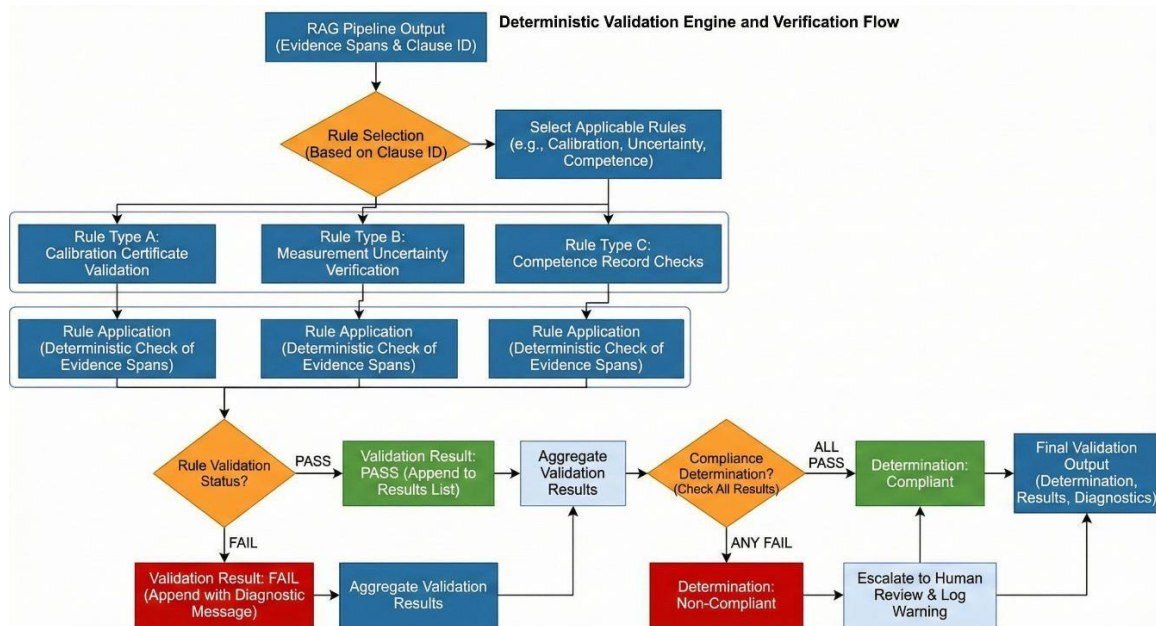 Deterministic Validation Engine and Verification Flow
RAG Pipeline Output
(Evidence Spans & Clause ID)
Rule Selection
(Based on Clause ID)
Select Applicable Rules
(e.g., Calibration, Uncertainty,
Competence)
Rule Type A:
Calibration Certificate
Validation
Rule Type B:
Measurement Uncertainty
Verification
Rule Type C:
Competence Record Checks
Rule Application
(Deterministic Check of
Evidence Spans)
Rule Application
(Deterministic Check of
Evidence Spans)
Rule Application
(Deterministic Check of
Evidence Spans)
Rule Validation
Status?
PASS
Validation Result:
PASS (Append to
Results List)
Aggregate
Validation
Results
Compliance
Determination?
(Check All Results)
ALL
PASS
Determination:
Compliant
Final Validation
Output
(Determination,
Results, Diagnostics)
FAIL
Validation Result: FAIL
(Append with Diagnostic
Message)
Aggregate Validation
Results
ANY FAIL
Determination:
Non-Compliant
Escalate to Human
Review & Log
Warning